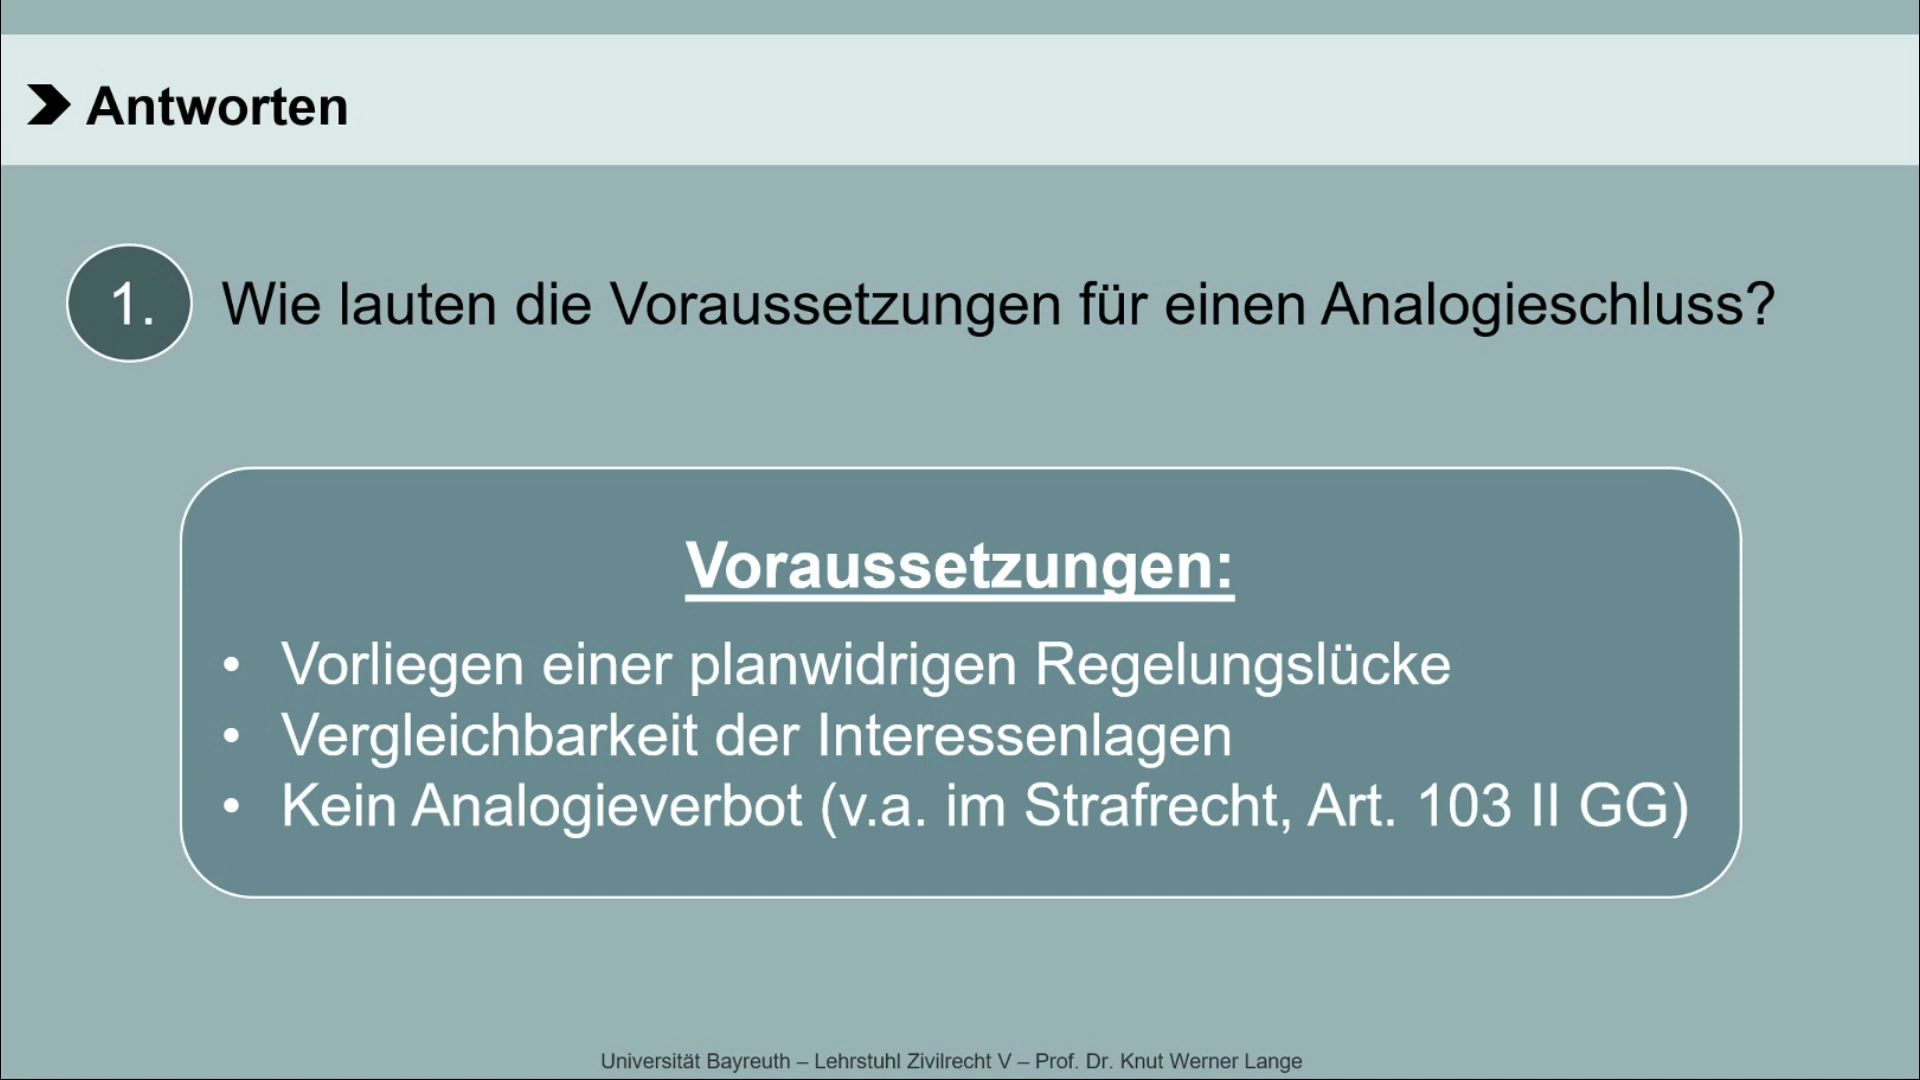 Antworten
1. Wie lauten die Voraussetzungen für einen Analogieschluss?
Voraussetzungen:
• Vorliegen einer planwidrigen Regelungslücke
• Vergleichbarkeit der Interessenlagen
• Kein Analogieverbot (v.a. im Strafrecht, Art. 103 II GG)
Universität Bayreuth – Lehrstuhl Zivilrecht V – Prof. Dr. Knut Werner Lange